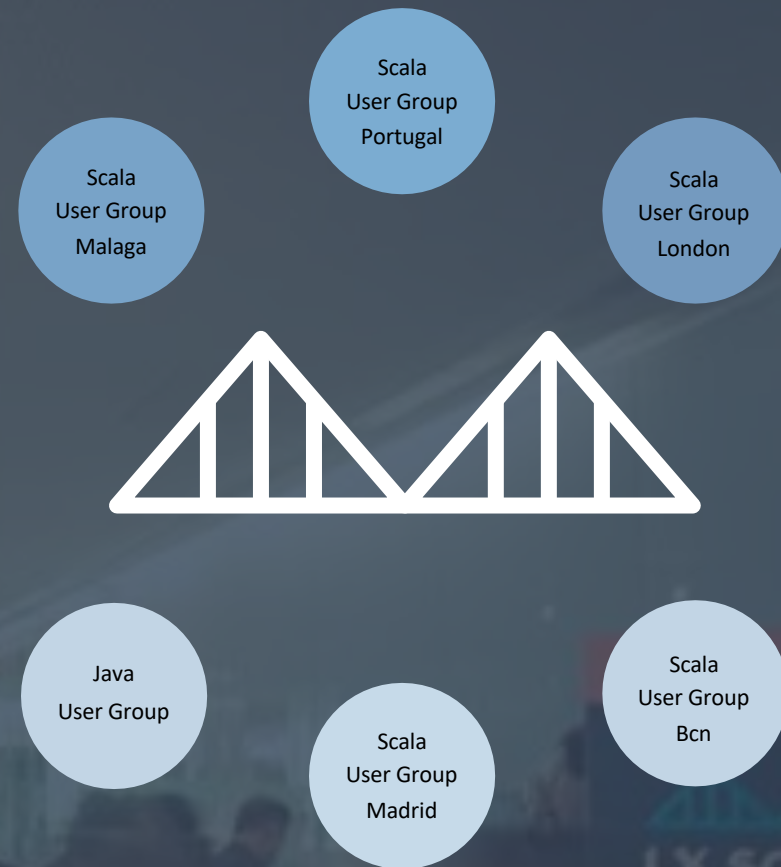 Scala
User Group
Portugal
Scala
User Group
Malaga
Scala
User Group
London
Java
User Group
Scala
User Group
Bcn
Scala
User Group
Madrid